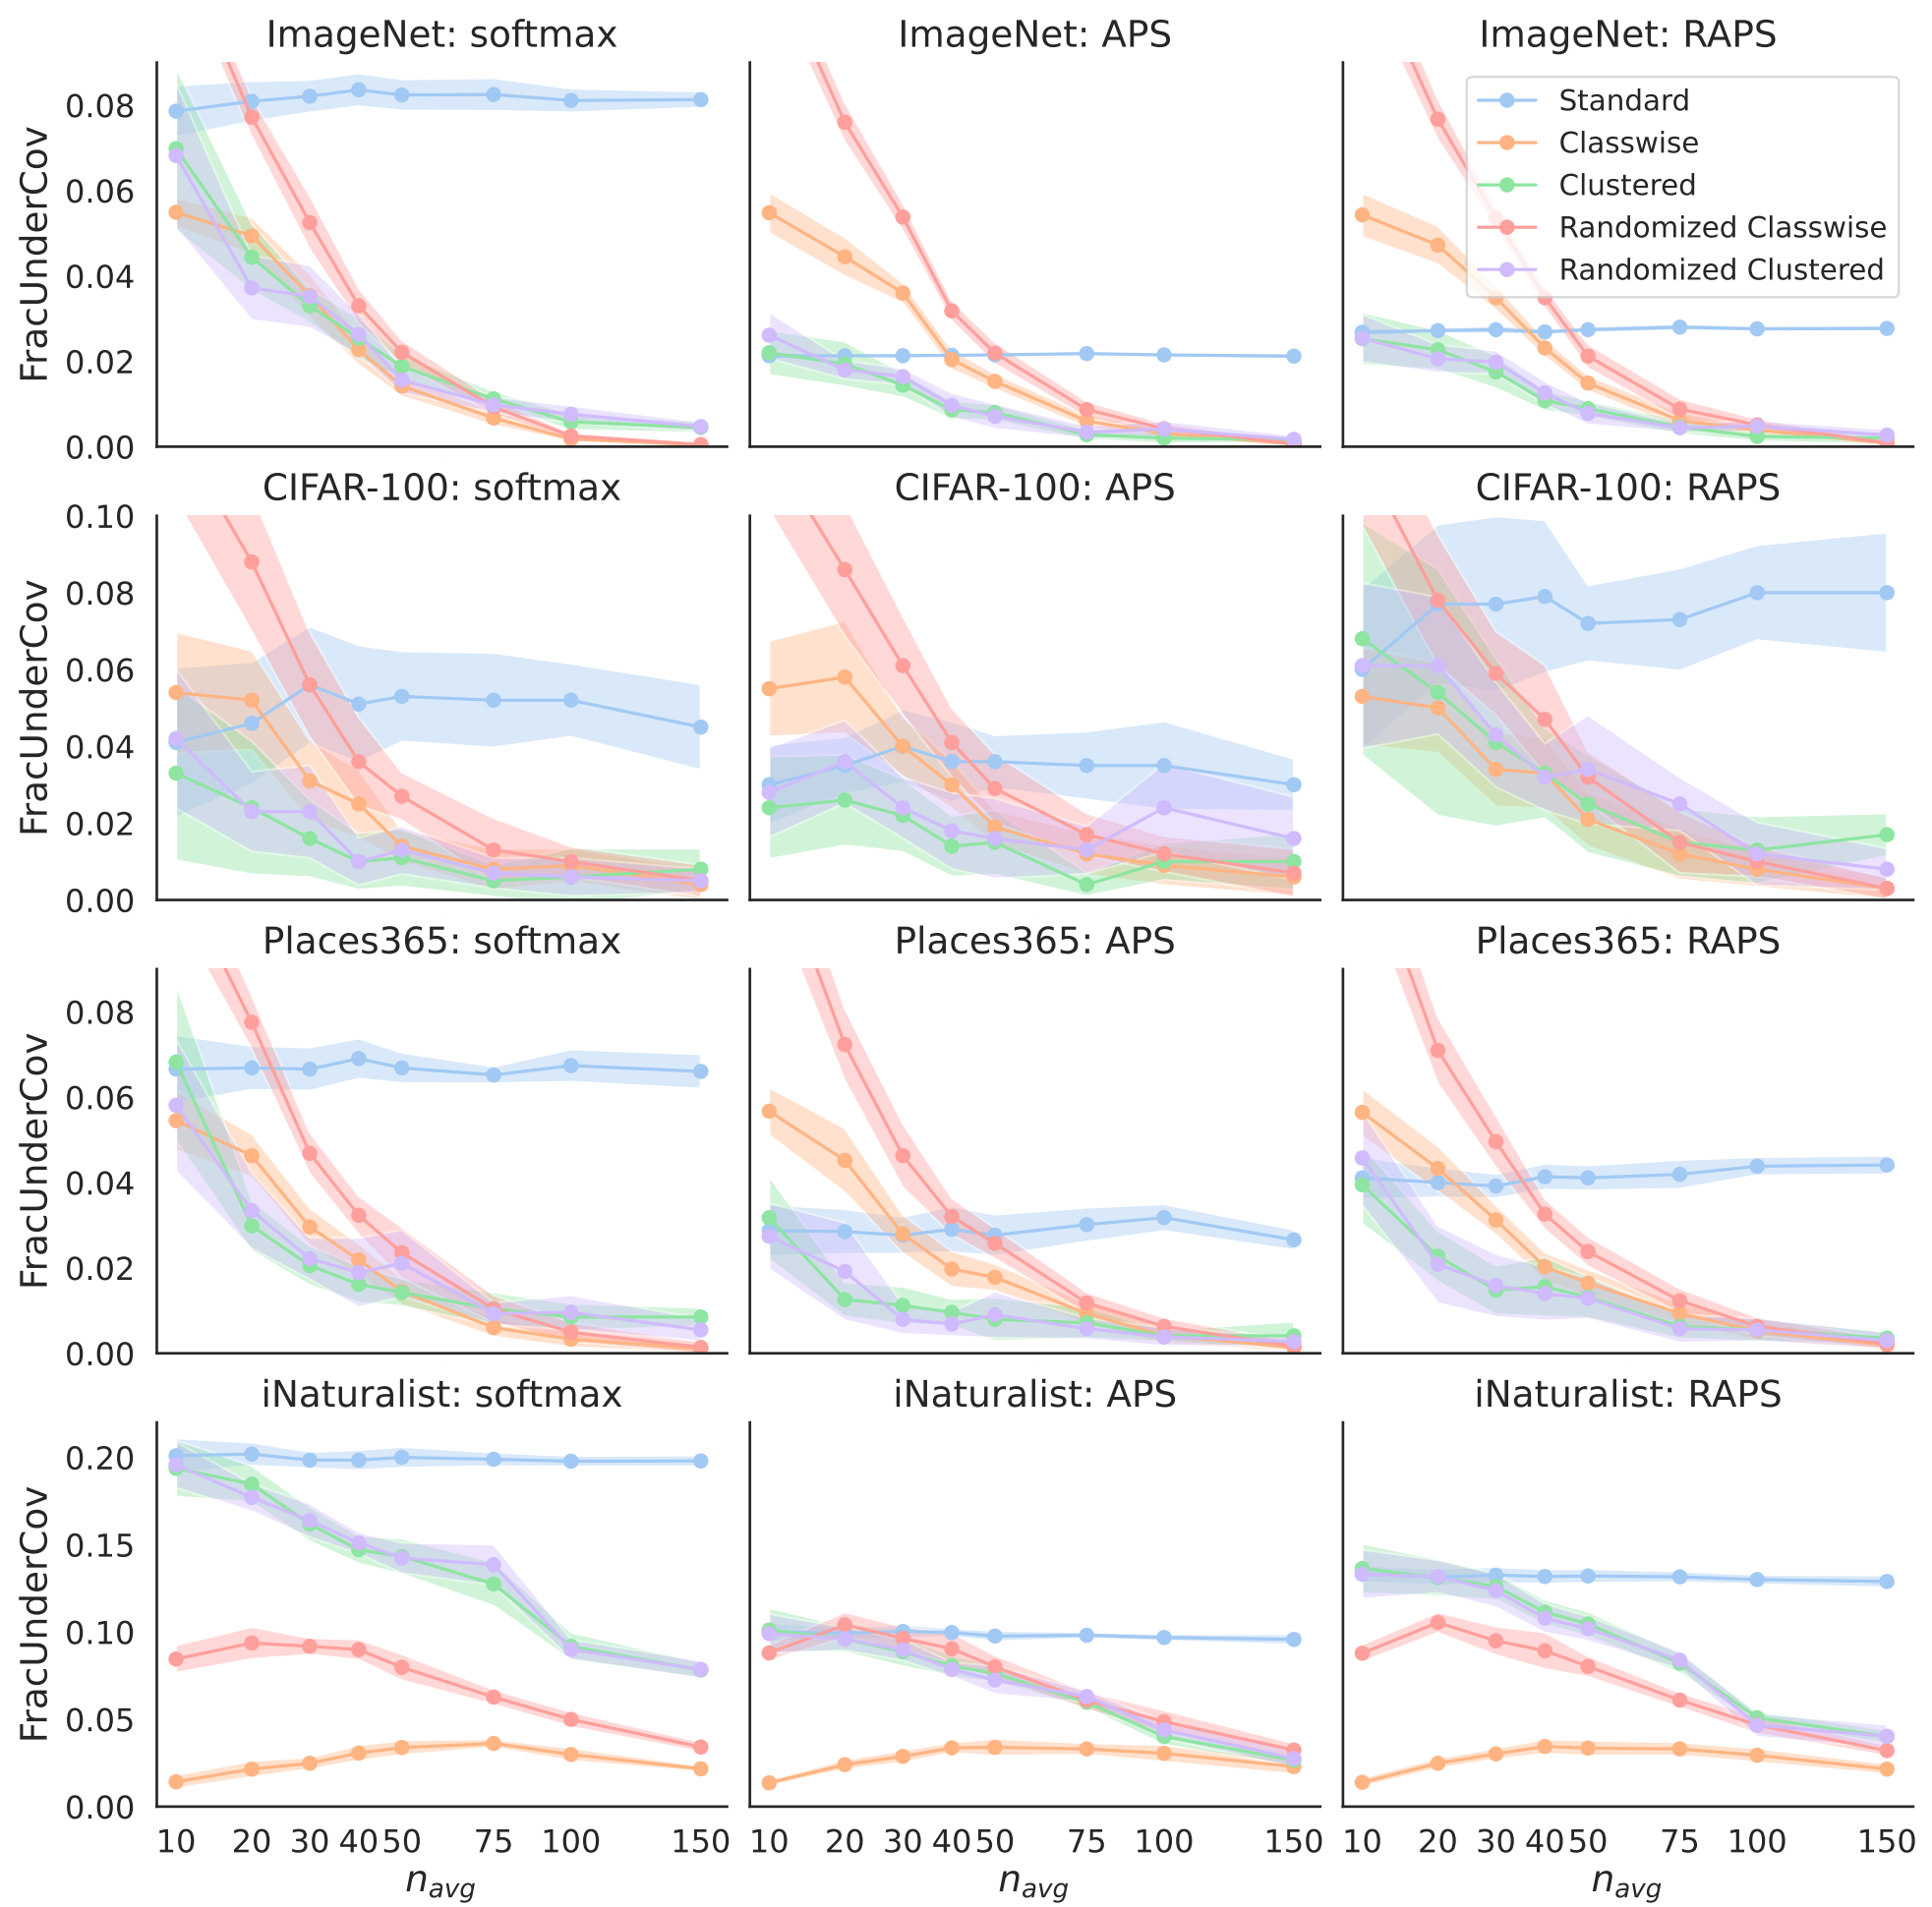 ImageNet: softmax
ImageNet: APS
ImageNet: RAPS
FracUnderCov
0.08
0.06
0.04
0.02
0.00
Standard
Classwise
Clustered
Randomized Classwise
Randomized Clustered
CIFAR-100: softmax
CIFAR-100: APS
CIFAR-100: RAPS
FracUnderCov
0.10
0.08
0.06
0.04
0.02
0.00
Places365: softmax
Places365: APS
Places365: RAPS
FracUnderCov
0.08
0.06
0.04
0.02
0.00
iNaturalist: softmax
iNaturalist: APS
iNaturalist: RAPS
FracUnderCov
0.20
0.15
0.10
0.05
0.00
10 20 30 40 50 75 100 150
10 20 30 40 50 75 100 150
10 20 30 40 50 75 100 150
n_avg
n_avg
n_avg